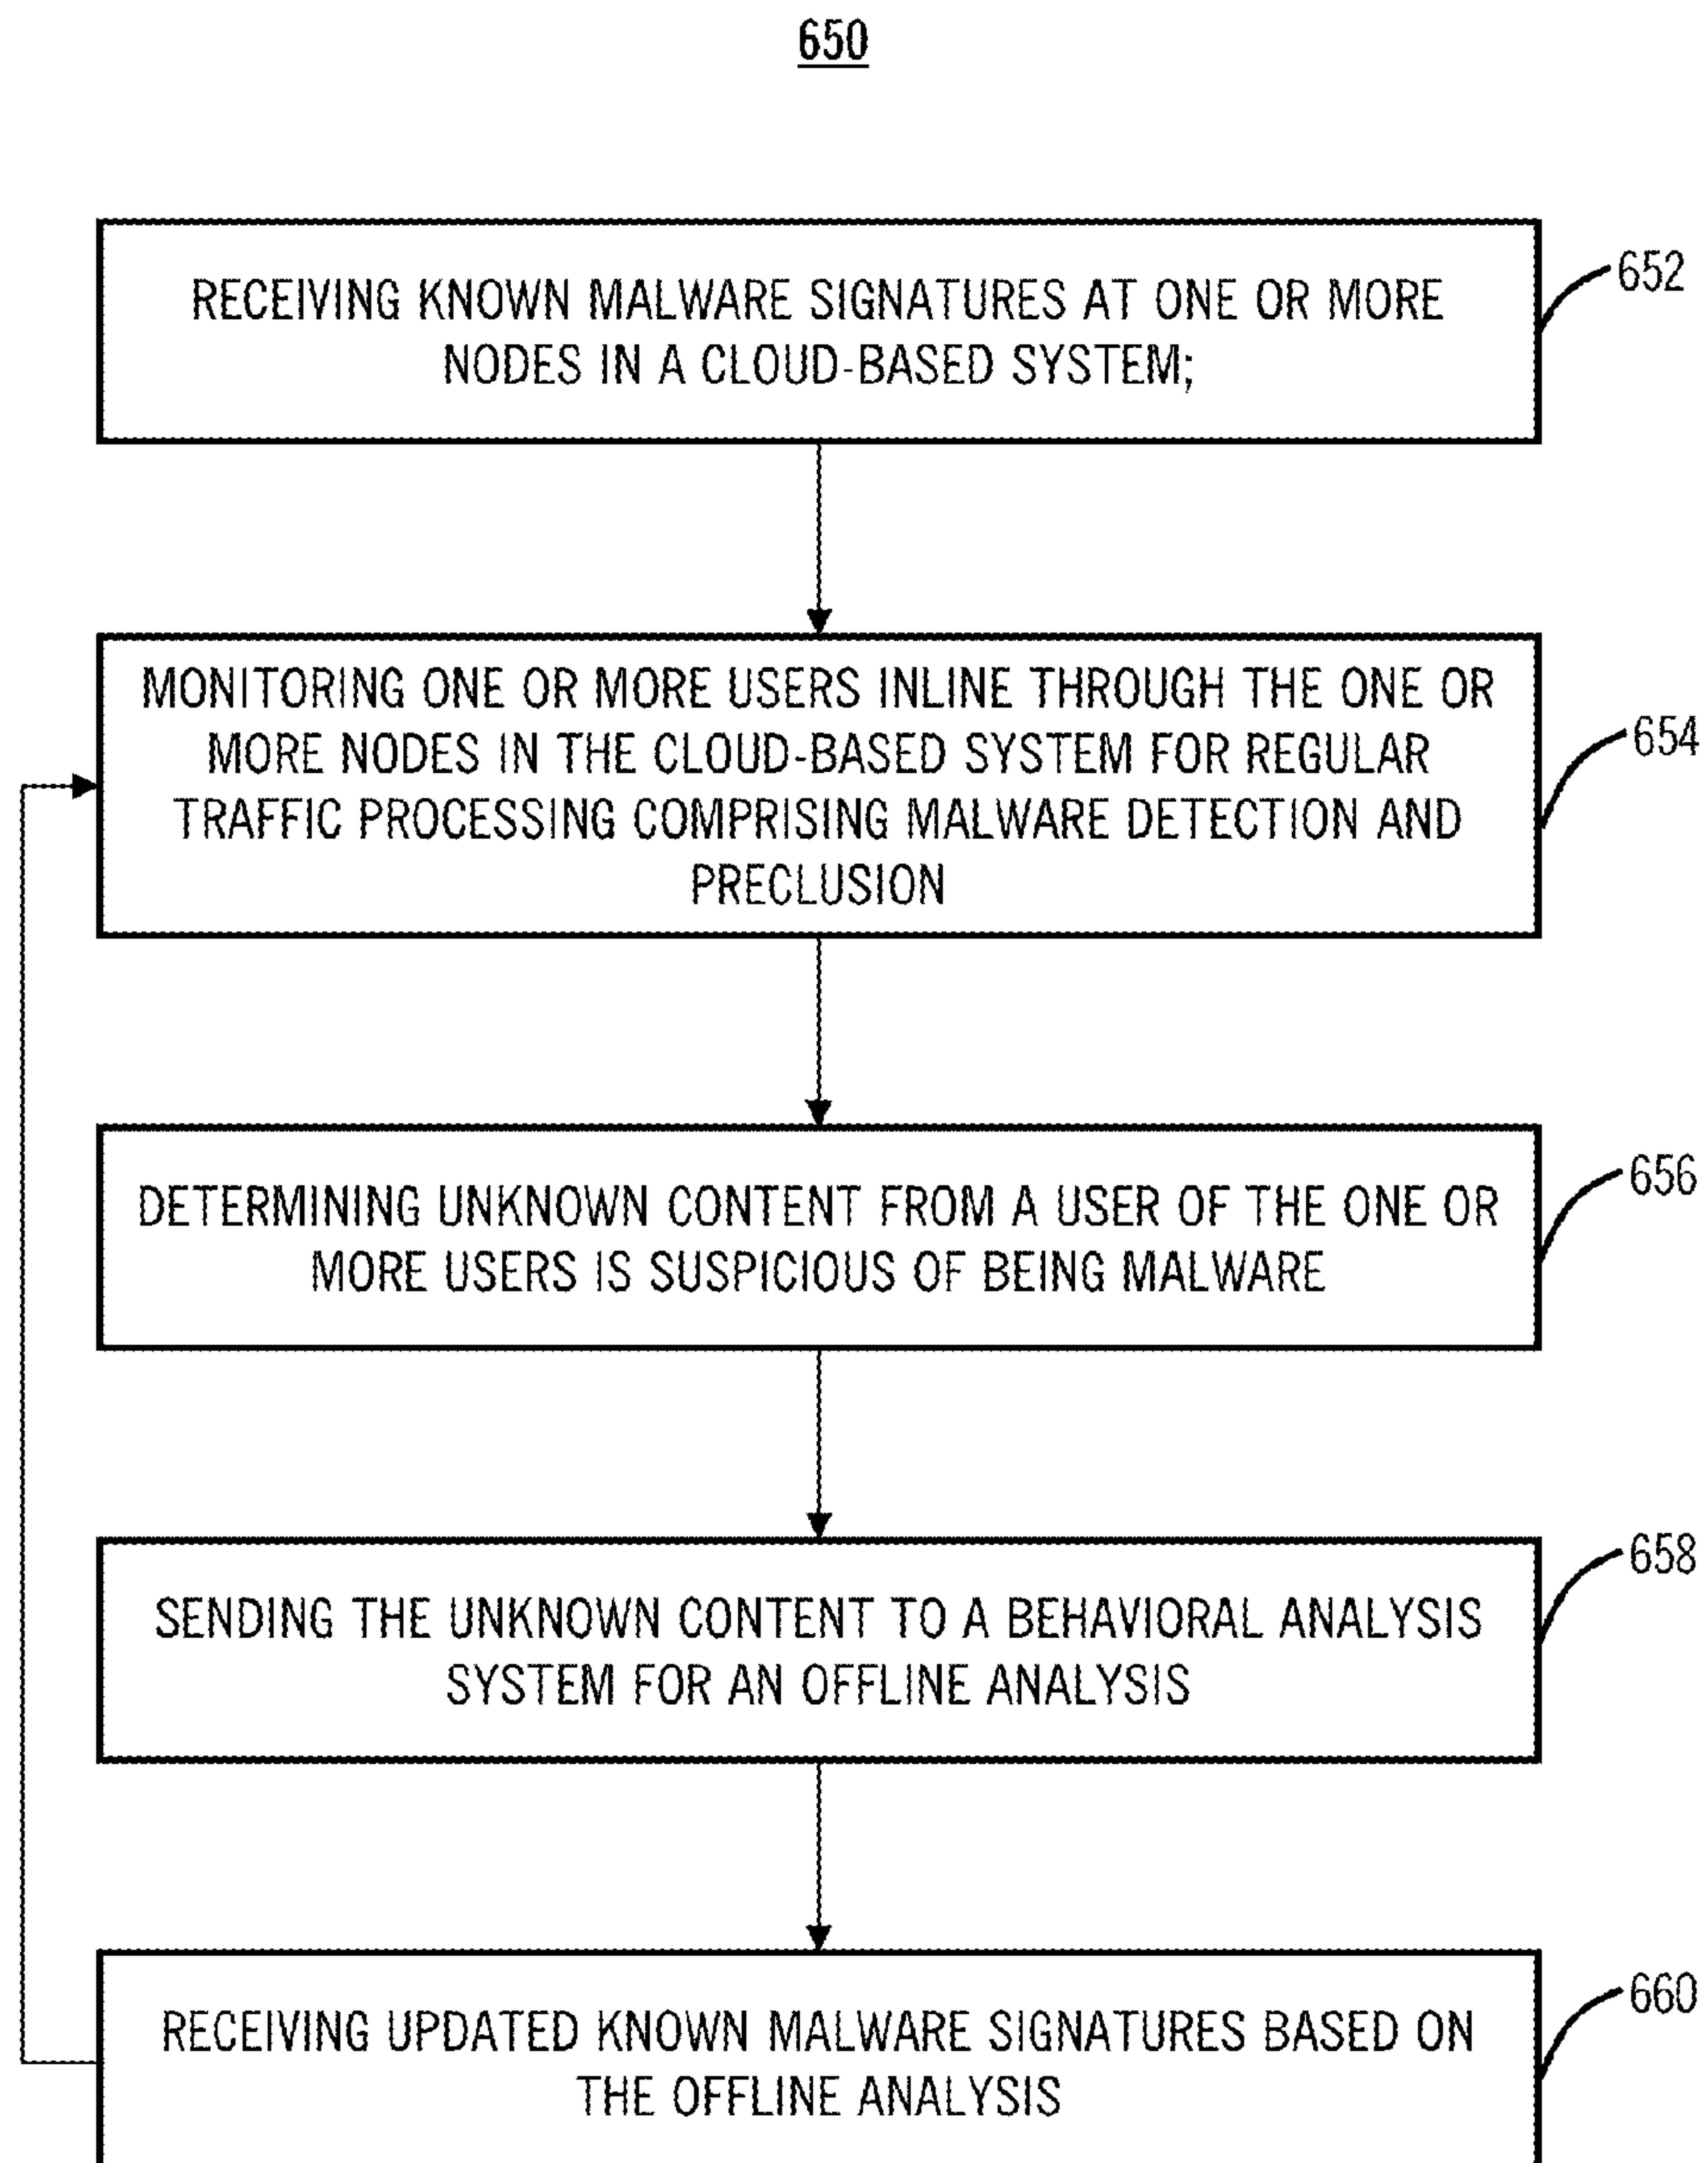 650
RECEIVING KNOWN MALWARE SIGNATURES AT ONE OR MORE
NODES IN A CLOUD-BASED SYSTEM;
652
MONITORING ONE OR MORE USERS INLINE THROUGH THE ONE OR
MORE NODES IN THE CLOUD-BASED SYSTEM FOR REGULAR
TRAFFIC PROCESSING COMPRISING MALWARE DETECTION AND
PRECLUSION
654
DETERMINING UNKNOWN CONTENT FROM A USER OF THE ONE OR
MORE USERS IS SUSPICIOUS OF BEING MALWARE
656
SENDING THE UNKNOWN CONTENT TO A BEHAVIORAL ANALYSIS
SYSTEM FOR AN OFFLINE ANALYSIS
658
RECEIVING UPDATED KNOWN MALWARE SIGNATURES BASED ON
THE OFFLINE ANALYSIS
660